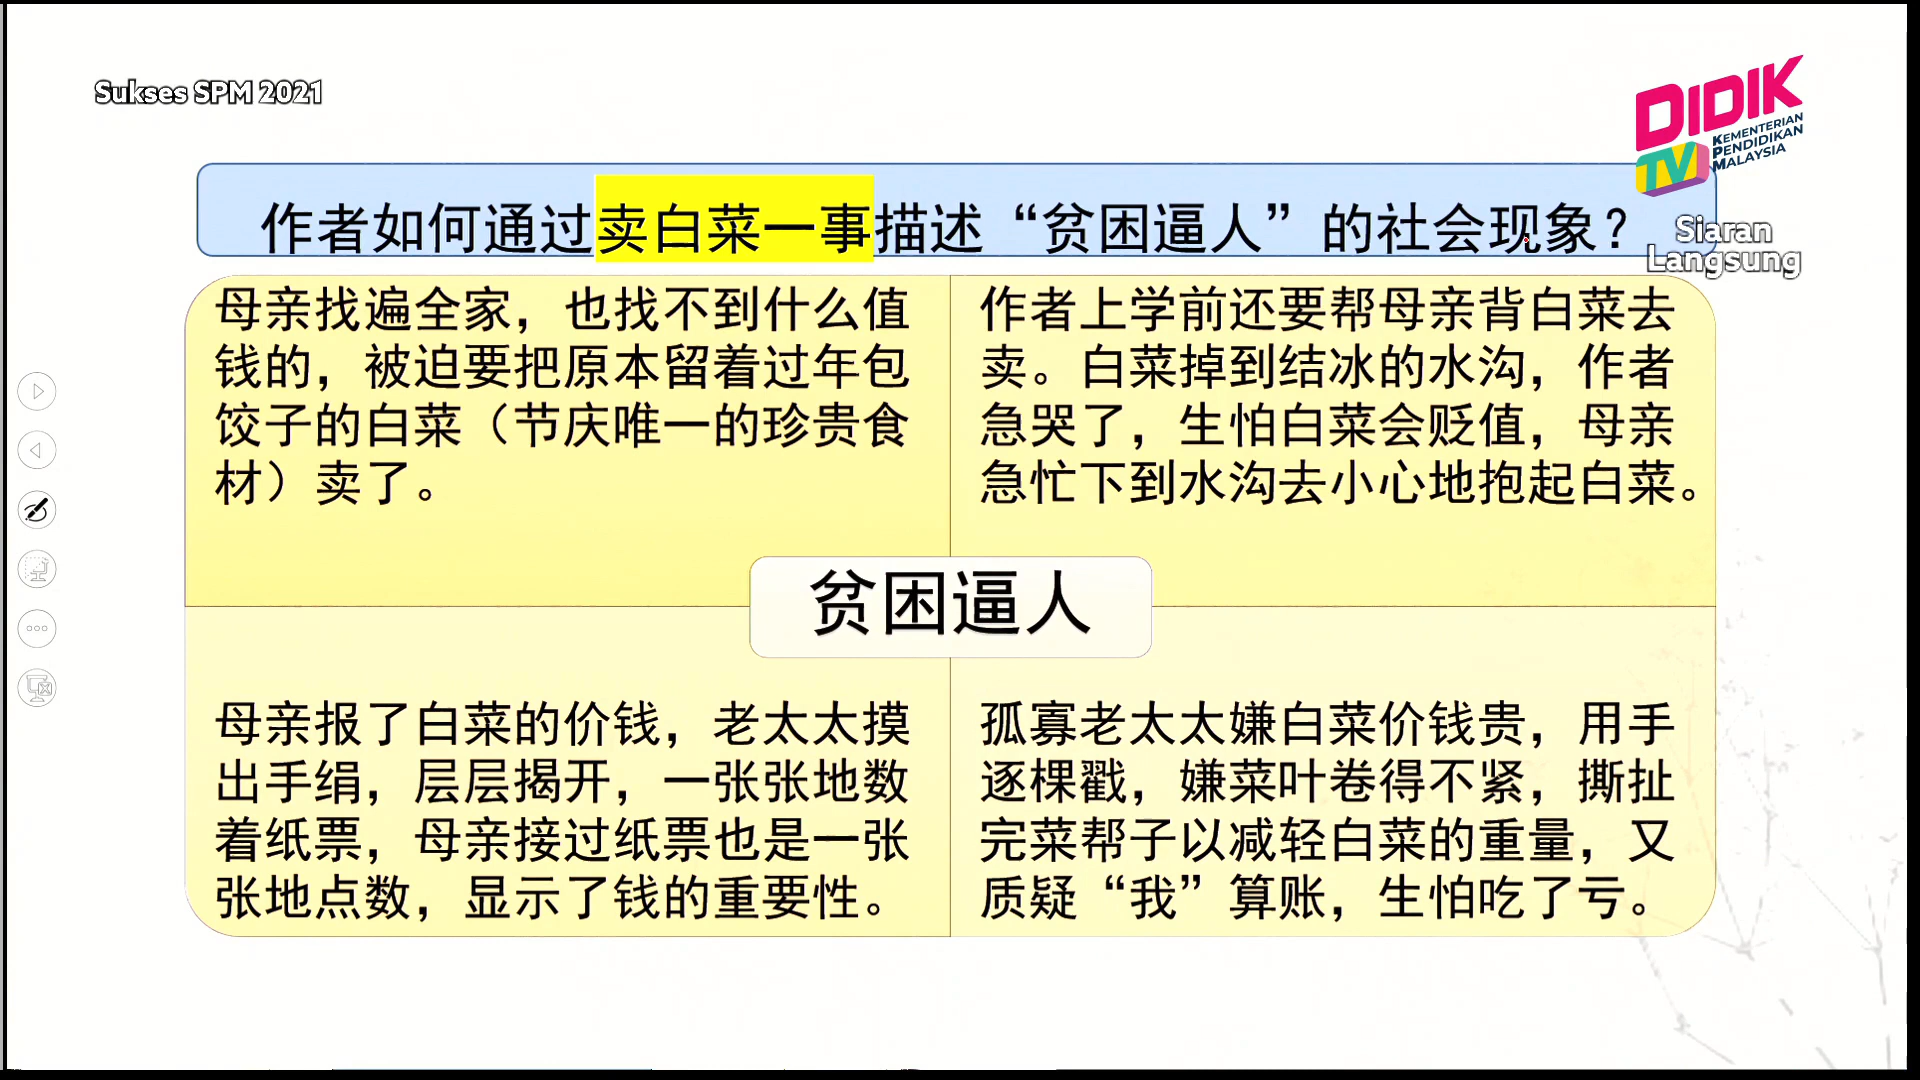 Sukses SPM 2021
DIDIK
TV
KEMENTERIAN
PENDIDIKAN
MALAYSIA
Siaran
Langsung
作者如何通过卖白菜一事描述“贫困逼人”的社会现象？
母亲找遍全家，也找不到什么值
钱的，被迫要把原本留着过年包
饺子的白菜（节庆唯一的珍贵食
材）卖了。
作者上学前还要帮母亲背白菜去
卖。白菜掉到结冰的水沟，作者
急哭了，生怕白菜会贬值，母亲
急忙下到水沟去小心地抱起白菜。
贫困逼人
母亲报了白菜的价钱，老太太摸
出手绢，层层揭开，一张张地数
着纸票，母亲接过纸票也是一张
张地点数，显示了钱的重要性。
孤寡老太太嫌白菜价钱贵，用手
逐棵戳，嫌菜叶卷得不紧，撕扯
完菜帮子以减轻白菜的重量，又
质疑“我”算账，生怕吃了亏。